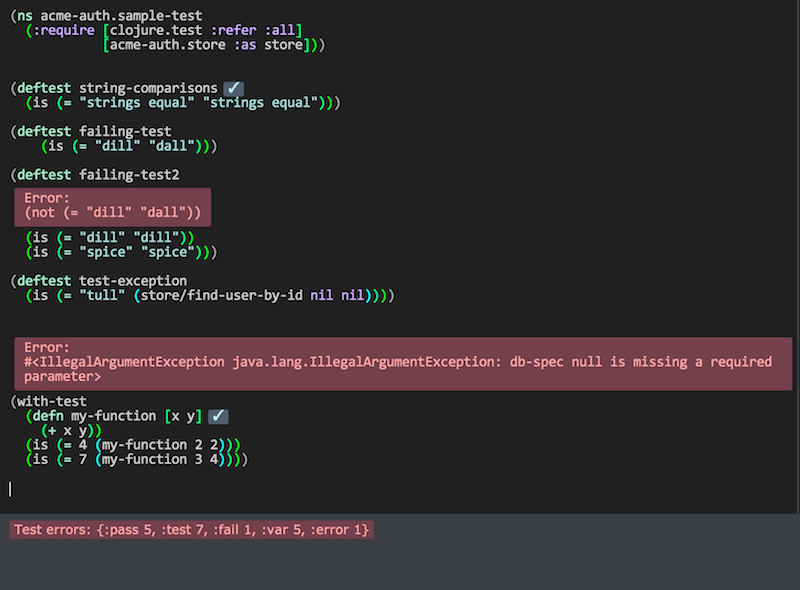 (ns acme-auth.sample-test
  (:require [clojure.test :refer :all]
            [acme-auth.store :as store]))
(deftest string-comparisons ✓
  (is (= "strings equal" "strings equal")))
(deftest failing-test
    (is (= "dill" "dall")))
(deftest failing-test2
Error:
(not (= "dill" "dall"))
  (is (= "dill" "dill"))
  (is (= "spice" "spice")))
(deftest test-exception
  (is (= "tull" (store/find-user-by-id nil nil))))
Error:
#<IllegalArgumentException java.lang.IllegalArgumentException: db-spec null is missing a required
parameter>
(with-test
  (defn my-function [x y] ✓
    (+ x y))
  (is (= 4 (my-function 2 2)))
  (is (= 7 (my-function 3 4))))
Test errors: {:pass 5, :test 7, :fail 1, :var 5, :error 1}